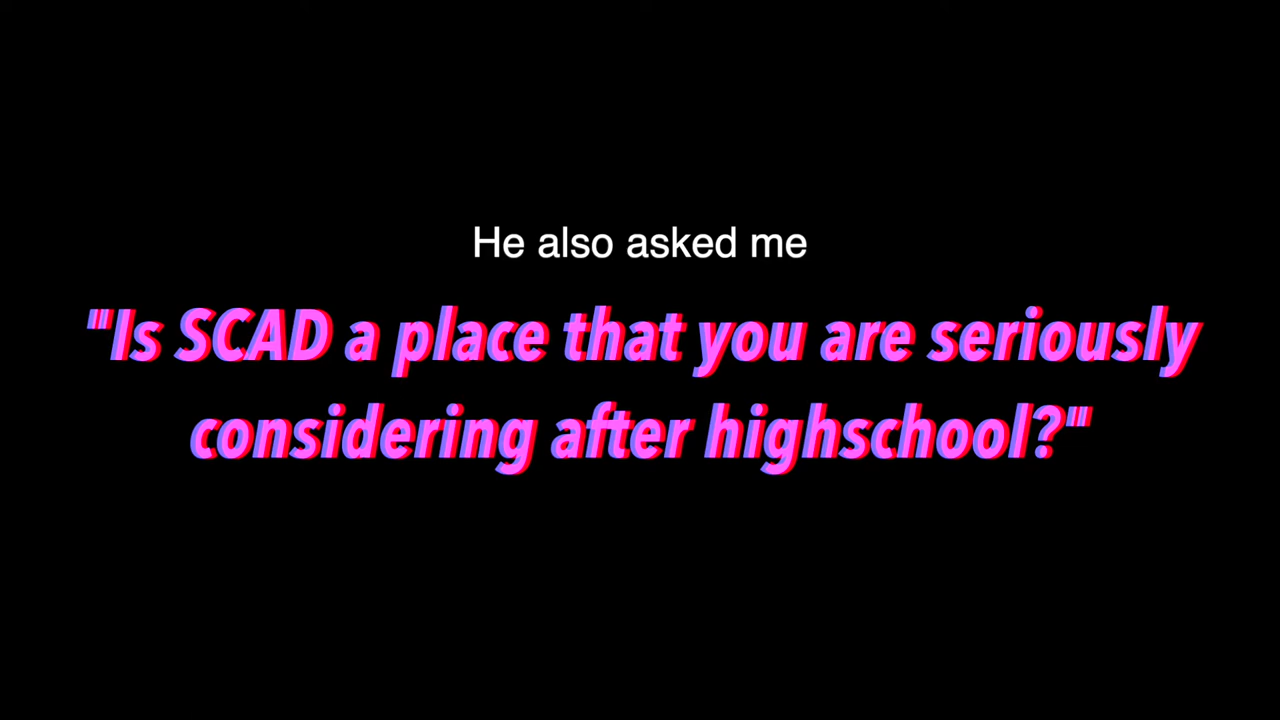 He also asked me
"Is SCAD a place that you are seriously
considering after highschool?"